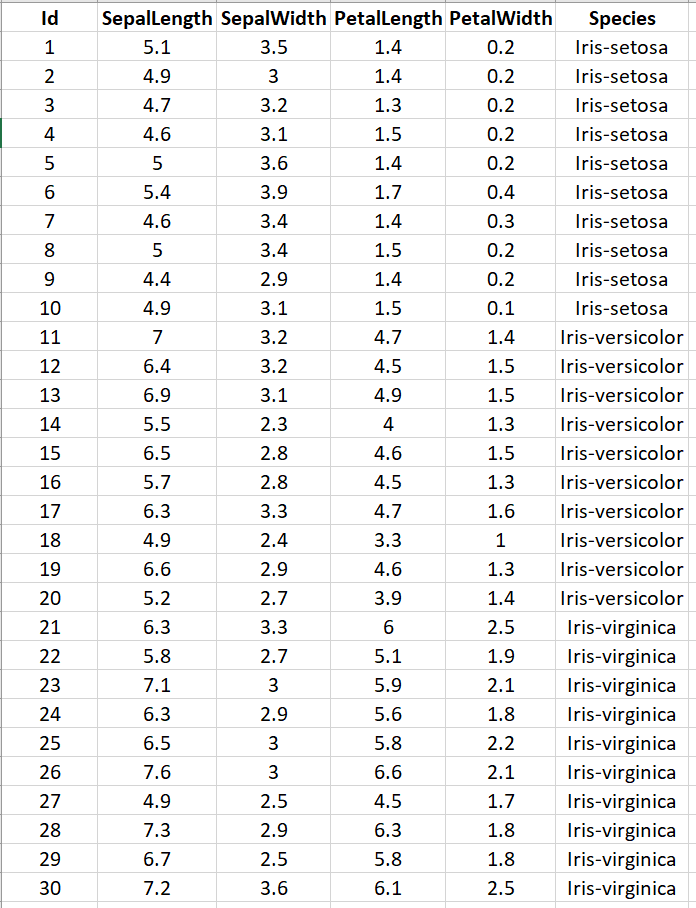 Id SepalLength SepalWidth PetalLength PetalWidth Species
1 5.1 3.5 1.4 0.2 Iris-setosa
2 4.9 3 1.4 0.2 Iris-setosa
3 4.7 3.2 1.3 0.2 Iris-setosa
4 4.6 3.1 1.5 0.2 Iris-setosa
5 5 3.6 1.4 0.2 Iris-setosa
6 5.4 3.9 1.7 0.4 Iris-setosa
7 4.6 3.4 1.4 0.3 Iris-setosa
8 5 3.4 1.5 0.2 Iris-setosa
9 4.4 2.9 1.4 0.2 Iris-setosa
10 4.9 3.1 1.5 0.1 Iris-setosa
11 7 3.2 4.7 1.4 Iris-versicolor
12 6.4 3.2 4.5 1.5 Iris-versicolor
13 6.9 3.1 4.9 1.5 Iris-versicolor
14 5.5 2.3 4 1.3 Iris-versicolor
15 6.5 2.8 4.6 1.5 Iris-versicolor
16 5.7 2.8 4.5 1.3 Iris-versicolor
17 6.3 3.3 4.7 1.6 Iris-versicolor
18 4.9 2.4 3.3 1 Iris-versicolor
19 6.6 2.9 4.6 1.3 Iris-versicolor
20 5.2 2.7 3.9 1.4 Iris-versicolor
21 6.3 3.3 6 2.5 Iris-virginica
22 5.8 2.7 5.1 1.9 Iris-virginica
23 7.1 3 5.9 2.1 Iris-virginica
24 6.3 2.9 5.6 1.8 Iris-virginica
25 6.5 3 5.8 2.2 Iris-virginica
26 7.6 3 6.6 2.1 Iris-virginica
27 4.9 2.5 4.5 1.7 Iris-virginica
28 7.3 2.9 6.3 1.8 Iris-virginica
29 6.7 2.5 5.8 1.8 Iris-virginica
30 7.2 3.6 6.1 2.5 Iris-virginica